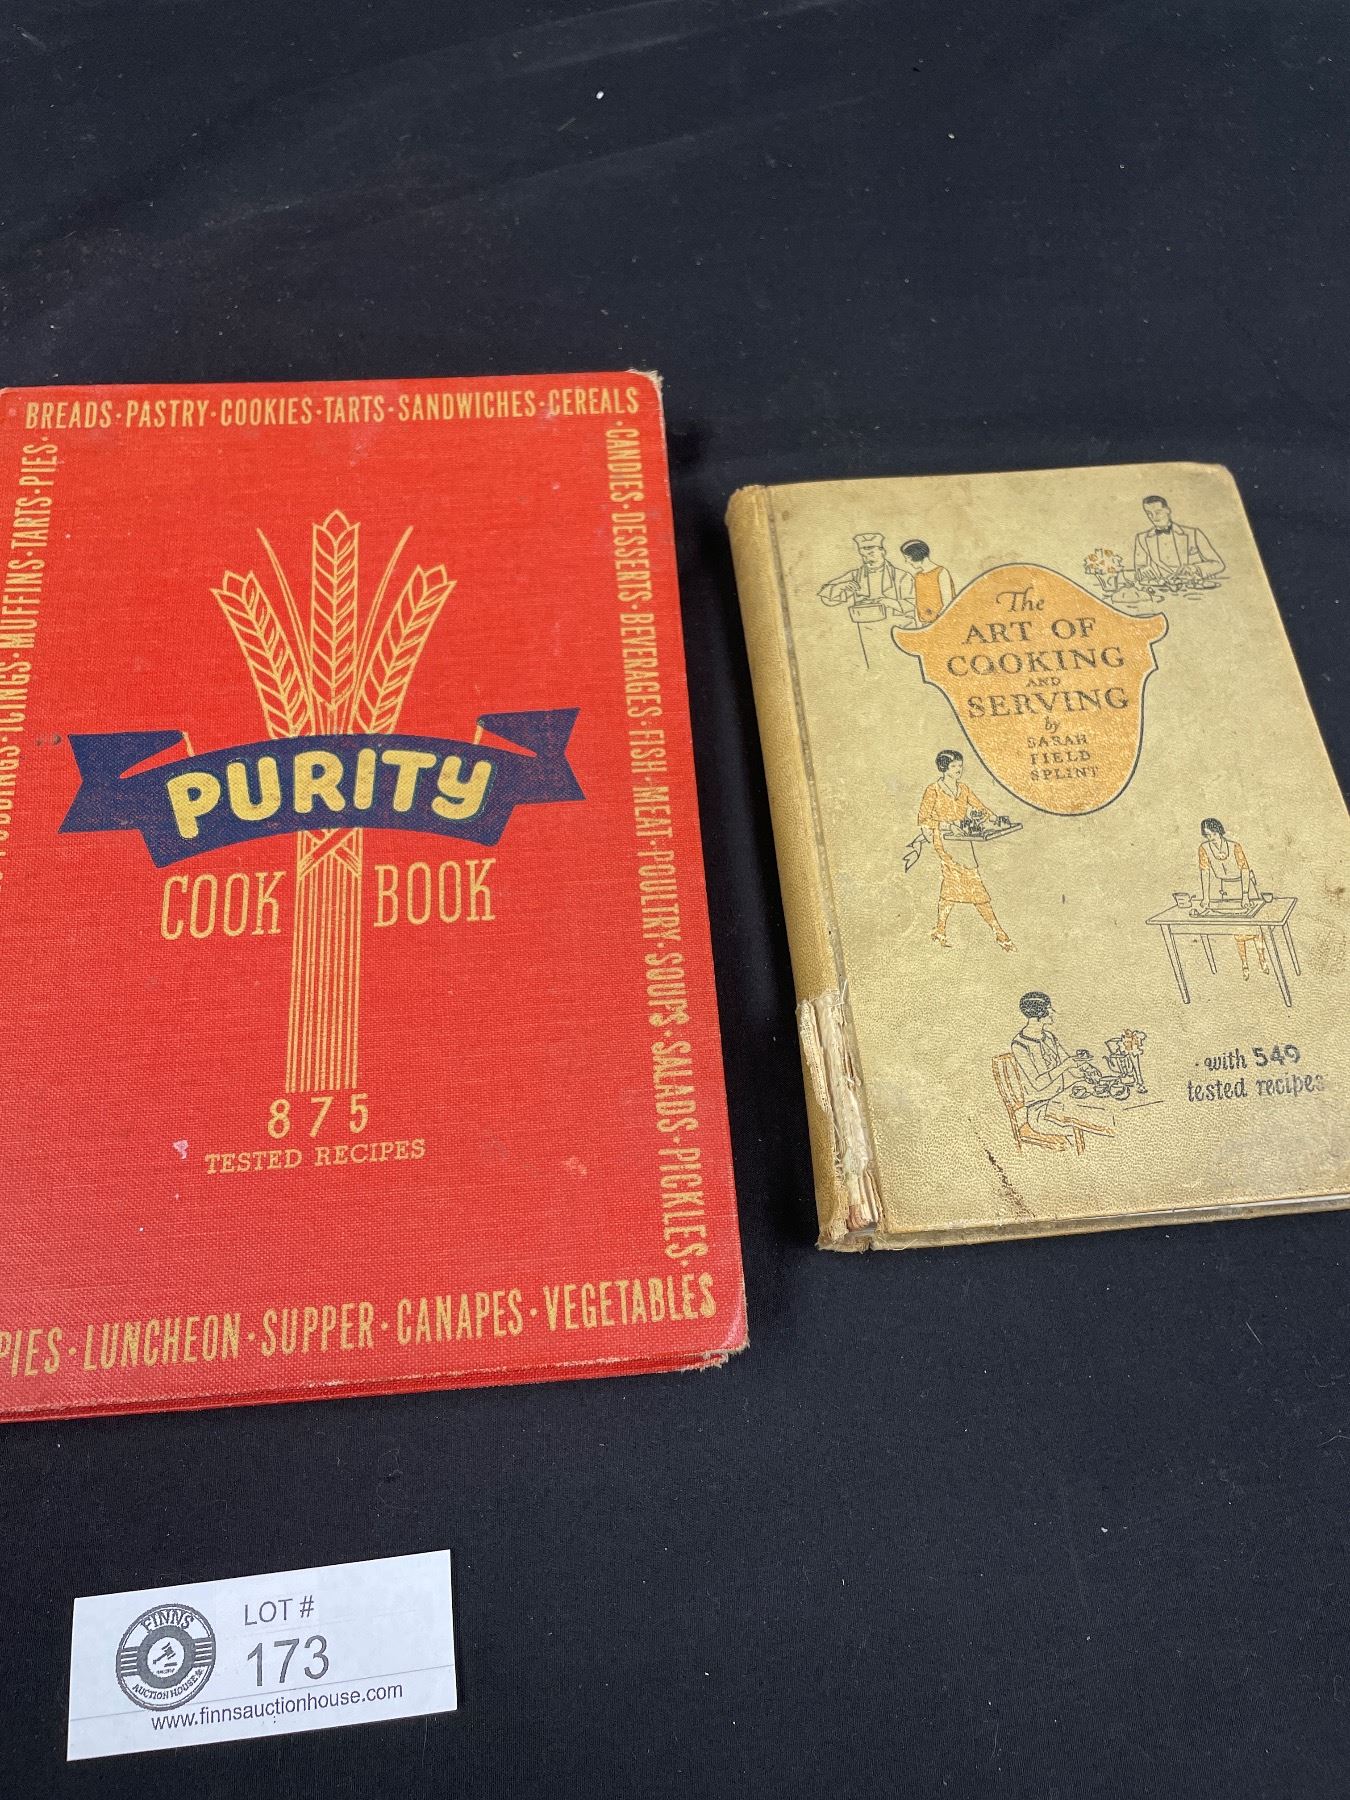 BREADS·PASTRY·COOKIES·TARTS·SANDWICHES·CEREALS
·CANDIES·DESSERTS·BEVERAGES·FISH·MEAT·POULTRY·SOUPS·SALADS·PICKLES·
PIES·LUNCHEON·SUPPER·CANAPES·VEGETABLES
ICINGS·MUFFINS·TARTS·PIES·
PURITY
COOK BOOK
875
TESTED RECIPES
The
ART OF
COOKING
AND
SERVING
by
SARAH
FIELD
SPLINT
·with 549
tested recipes
FINNS
AUCTION HOUSE
LOT #
173
www.finnsauctionhouse.com